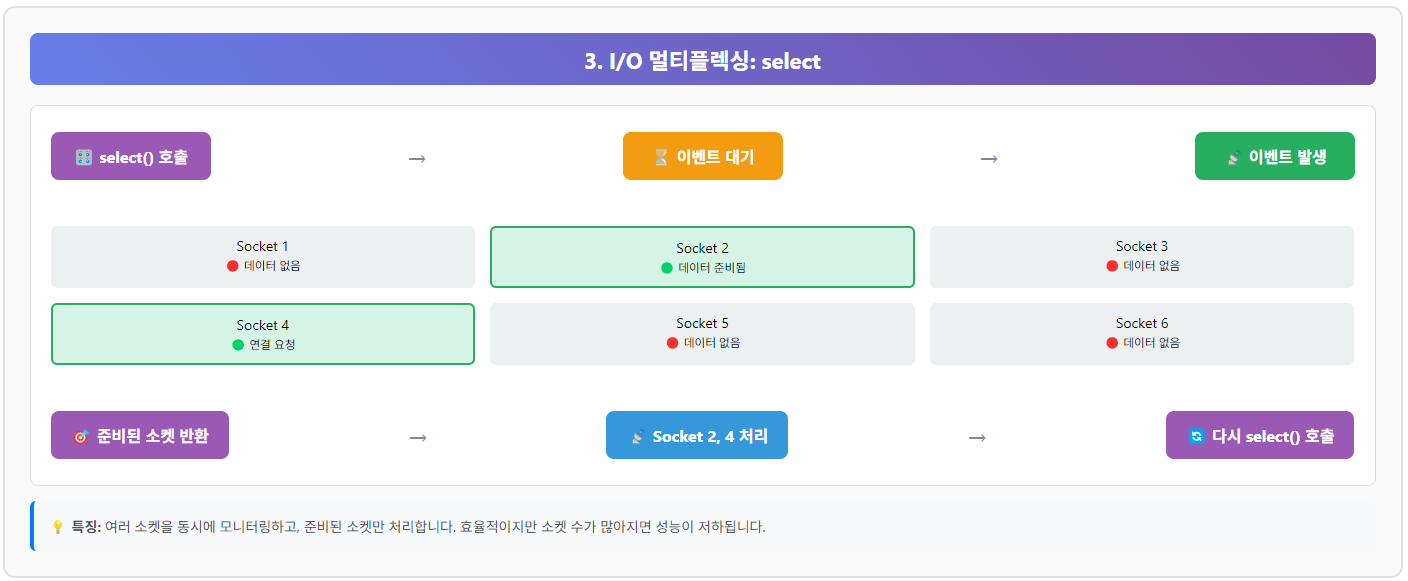 3. I/O 멀티플렉싱: select
🎛️ select() 호출 → ⏳ 이벤트 대기 → 📡 이벤트 발생
Socket 1
🔴 데이터 없음
Socket 2
🟢 데이터 준비됨
Socket 3
🔴 데이터 없음
Socket 4
🟢 연결 요청
Socket 5
🔴 데이터 없음
Socket 6
🔴 데이터 없음
🎯 준비된 소켓 반환 → 📡 Socket 2, 4 처리 → 🔄 다시 select() 호출
💡 특징: 여러 소켓을 동시에 모니터링하고, 준비된 소켓만 처리합니다. 효율적이지만 소켓 수가 많아지면 성능이 저하됩니다.